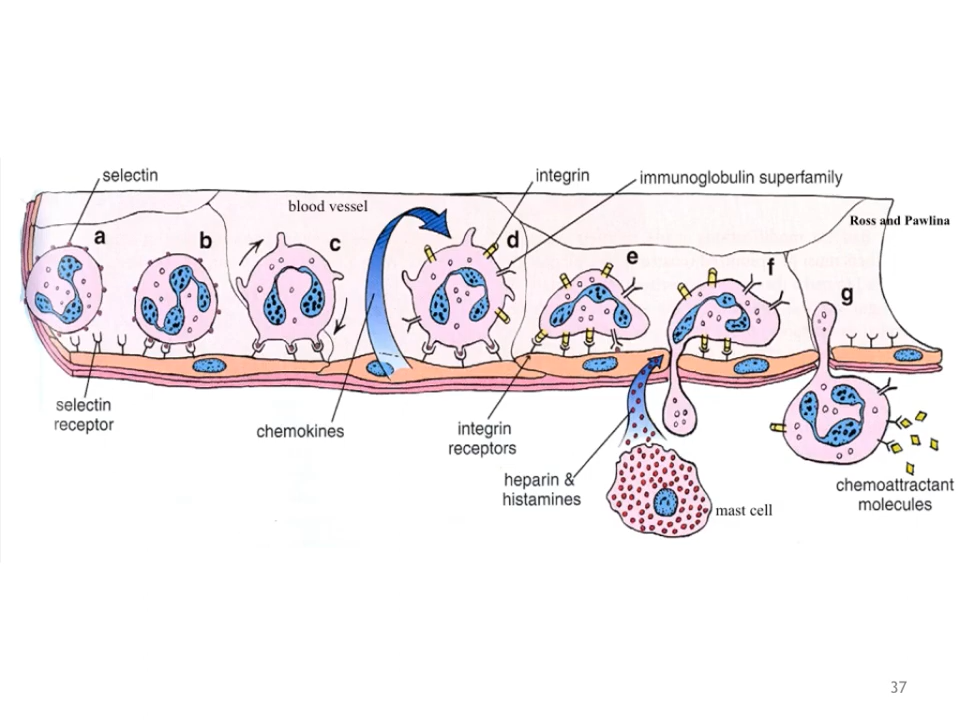 selectin
integrin
immunoglobulin superfamily
blood vessel
Ross and Pawlina
a
b
c
d
e
f
g
selectin
receptor
chemokines
integrin
receptors
heparin &
histamines
mast cell
chemoattractant
molecules
37